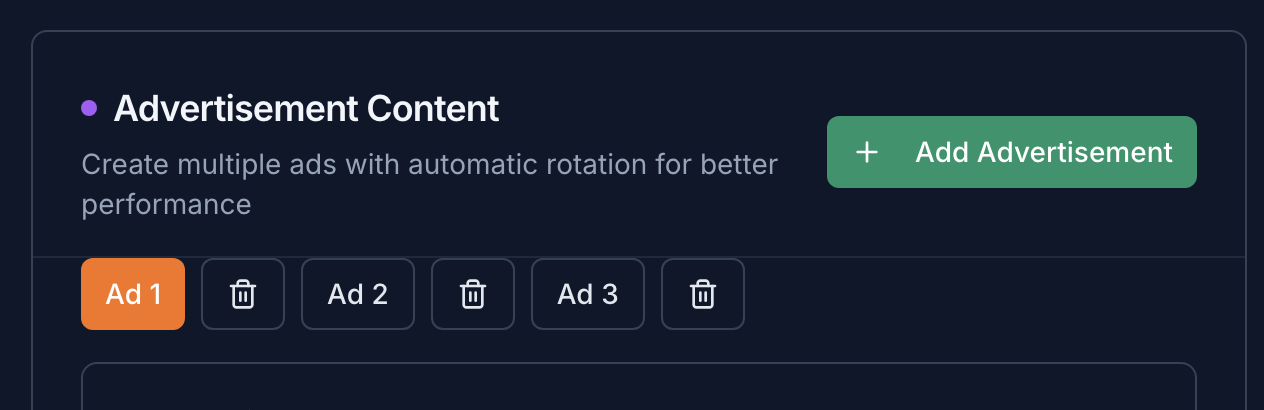 Advertisement Content
Create multiple ads with automatic rotation for better
performance
Add Advertisement
Ad 1
Ad 2
Ad 3